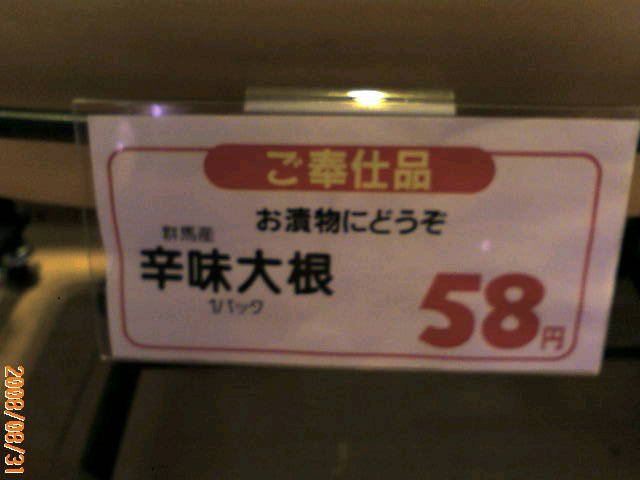 ご奉仕品
お漬物にどうぞ
群馬産
辛味大根
1パック
58円
2008/08/31